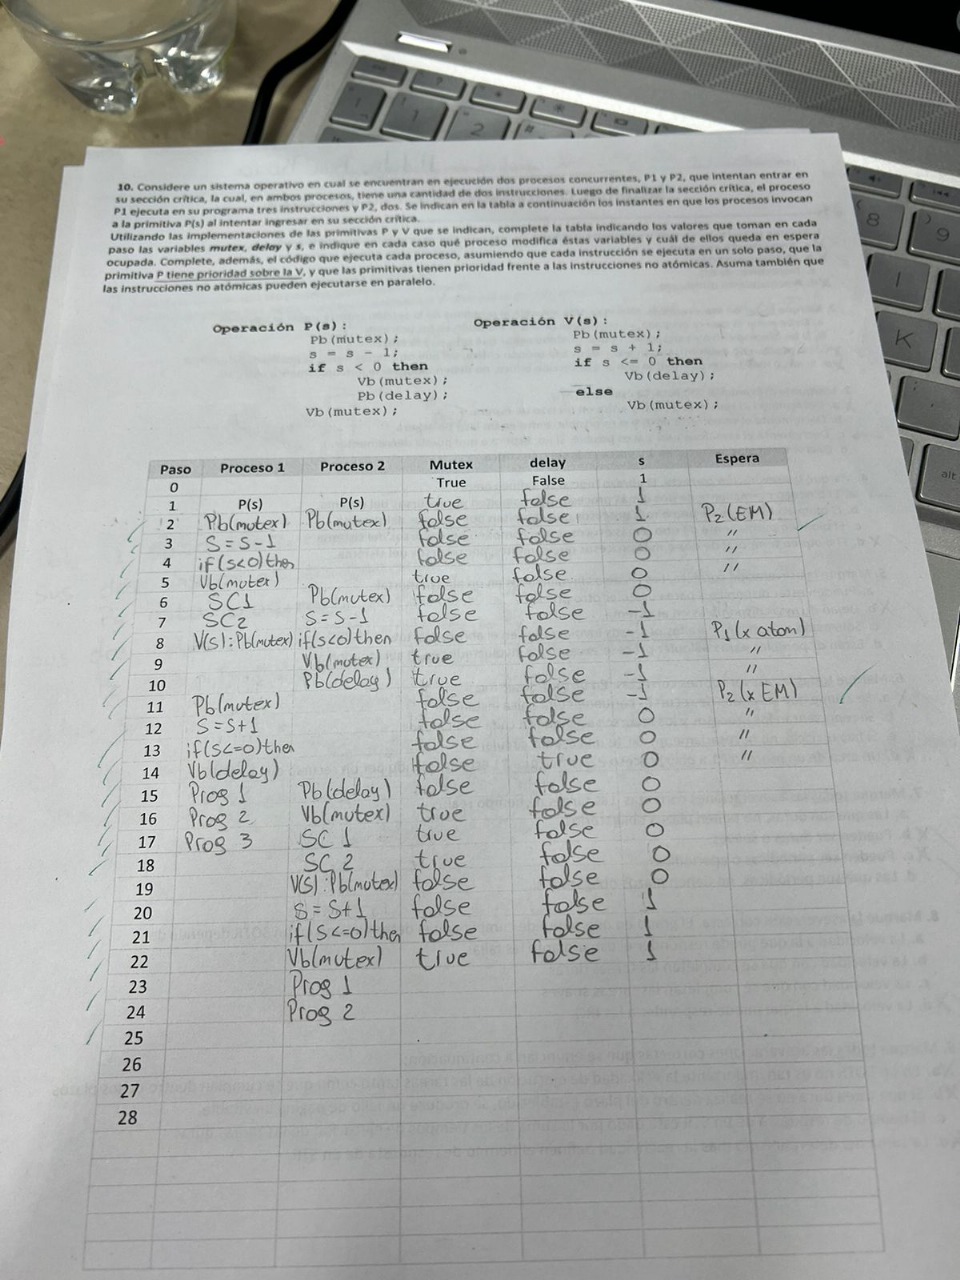 10. Considere un sistema operativo en cual se encuentran en ejecución dos procesos concurrentes, P1 y P2, que intentan entrar en
su sección crítica, la cual, en ambos procesos, tiene una cantidad de dos instrucciones. Luego de finalizar la sección crítica, el proceso
P1 ejecuta en su programa tres instrucciones y P2, dos. Se indican en la tabla a continuación los instantes en que los procesos invocan
a la primitiva P(s) al intentar ingresar en su sección crítica.
Utilizando las implementaciones de las primitivas P y V que se indican, complete la tabla indicando los valores que toman en cada
paso las variables mutex, delay y s, e indique en cada caso qué proceso modifica éstas variables y cuál de ellos queda en espera
ocupada. Complete, además, el código que ejecuta cada proceso, asumiendo que cada instrucción se ejecuta en un solo paso, que la
primitiva P tiene prioridad sobre la V, y que las primitivas tienen prioridad frente a las instrucciones no atómicas. Asuma también que
las instrucciones no atómicas pueden ejecutarse en paralelo.
Operación P(s): Operación V(s):
Pb(mutex); Pb(mutex);
s = s - 1; s = s + 1;
if s < 0 then if s <= 0 then
Vb(mutex); Vb(delay);
Pb(delay); else
Vb(mutex); Vb(mutex);
Paso Proceso 1 Proceso 2 Mutex delay s Espera
0 True False 1
1 P(s) P(s) true false 1
2 Pb(mutex) Pb(mutex) false false 1 P2(EM)
3 S=S-1 false false 0 "
4 if(s<0)then false false 0 "
5 Vb(mutex) true false 0 "
6 SC1 Pb(mutex) false false 0
7 SC2 S=S-1 false false -1
8 V(s):Pb(mutex) if(s<0)then false false -1 P1(x atom)
9 Vb(mutex) true false -1 "
10 Pb(delay) true false -1 "
11 Pb(mutex) false false -1 P2(x EM)
12 S=S+1 false false 0 "
13 if(S<=0)then false false 0 "
14 Vb(delay) false true 0 "
15 Prog 1 Pb(delay) false false 0
16 Prog 2 Vb(mutex) true false 0
17 Prog 3 SC 1 true false 0
18 SC 2 true false 0
19 V(S):Pb(mutex) false false 0
20 S=S+1 false false 1
21 if(S<=0)then false false 1
22 Vb(mutex) true false 1
23 Prog 1
24 Prog 2
25
26
27
28